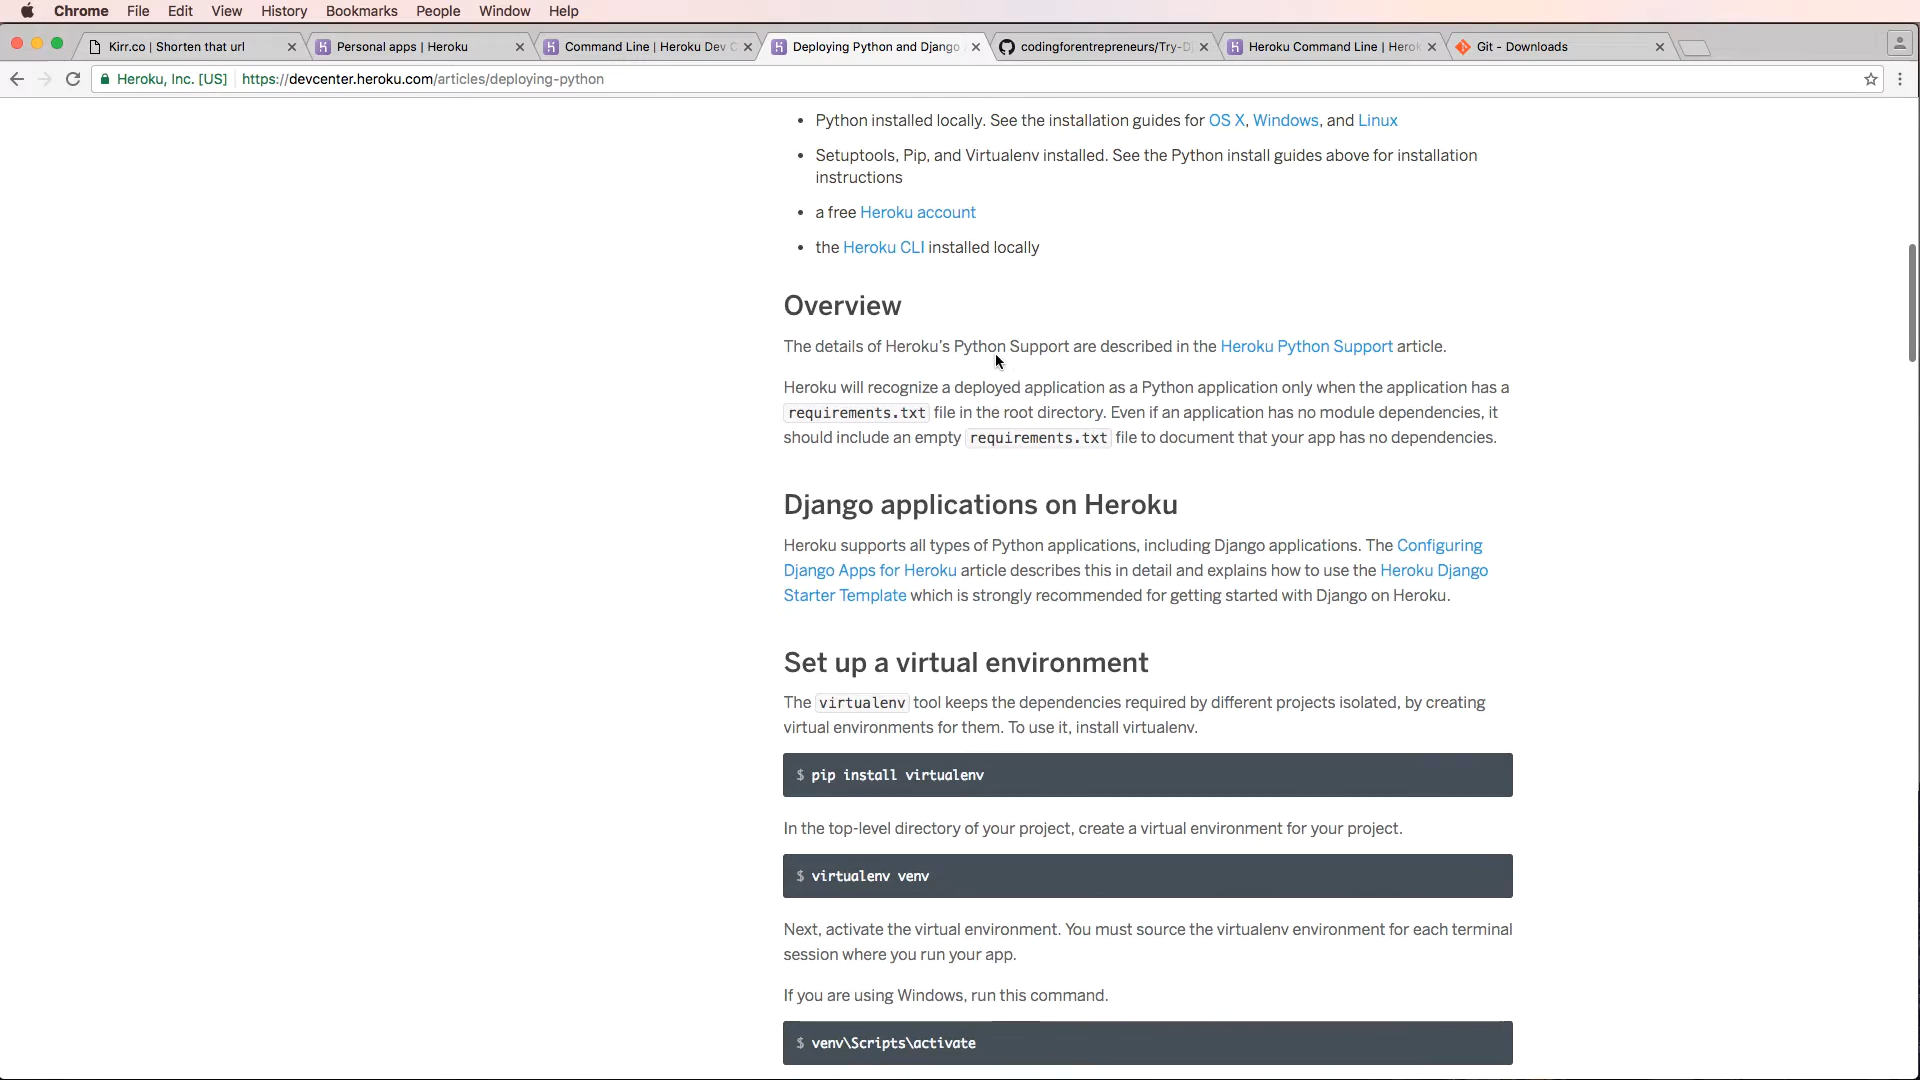 Chrome File Edit View History Bookmarks People Window Help
Kirr.co | Shorten that url
Personal apps | Heroku
Command Line | Heroku Dev C
Deploying Python and Django
codingforentrepreneurs/Try-D
Heroku Command Line | Herok
Git - Downloads
Heroku, Inc. [US] https://devcenter.heroku.com/articles/deploying-python
• Python installed locally. See the installation guides for OS X, Windows, and Linux
• Setuptools, Pip, and Virtualenv installed. See the Python install guides above for installation
instructions
• a free Heroku account
• the Heroku CLI installed locally
Overview
The details of Heroku’s Python Support are described in the Heroku Python Support article.
Heroku will recognize a deployed application as a Python application only when the application has a
requirements.txt file in the root directory. Even if an application has no module dependencies, it
should include an empty requirements.txt file to document that your app has no dependencies.
Django applications on Heroku
Heroku supports all types of Python applications, including Django applications. The Configuring
Django Apps for Heroku article describes this in detail and explains how to use the Heroku Django
Starter Template which is strongly recommended for getting started with Django on Heroku.
Set up a virtual environment
The virtualenv tool keeps the dependencies required by different projects isolated, by creating
virtual environments for them. To use it, install virtualenv.
$ pip install virtualenv
In the top-level directory of your project, create a virtual environment for your project.
$ virtualenv venv
Next, activate the virtual environment. You must source the virtualenv environment for each terminal
session where you run your app.
If you are using Windows, run this command.
$ venv\Scripts\activate